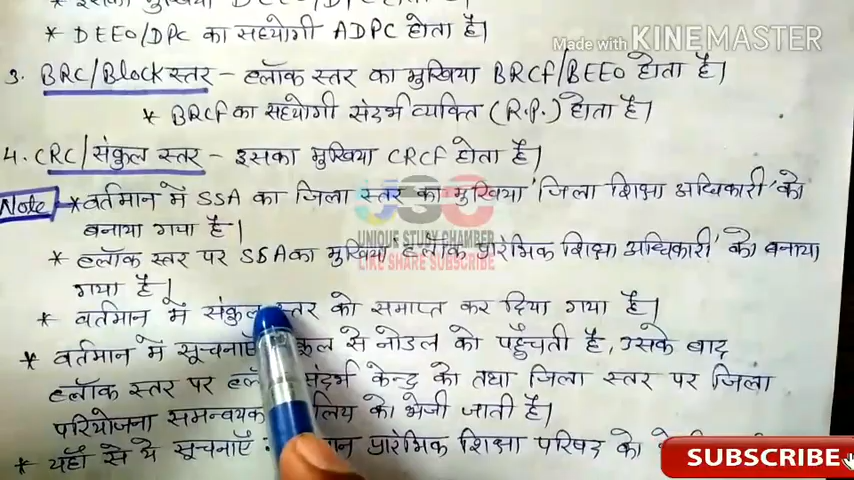 * इसका मुखिया DEEO/DPC होता है।
* DEEO/DPC का सहयोगी ADPC होता है।
Made with KINEMASTER
3. BRC/Block स्तर - ब्लॉक स्तर का मुखिया BRCF/BEEO होता है।
* BRCF का सहयोगी संदर्भ व्यक्ति (R.P.) होता है।
4. CRC/संकुल स्तर - इसका मुखिया CRCF होता है।
Note *वर्तमान में SSA का जिला स्तर का मुखिया 'जिला शिक्षा अधिकारी' को
बनाया गया है।
* ब्लॉक स्तर पर SSA का मुखिया 'ब्लॉक प्रारंभिक शिक्षा अधिकारी' को बनाया
गया है।
UNIQUE STUDY CHAMBER
LIKE SHARE SUBSCRIBE
* वर्तमान में संकुल स्तर को समाप्त कर दिया गया है।
* वर्तमान में सूचनाएँ से नोडल को पहुँचती है, उसके बाद
ब्लॉक स्तर पर संदर्भ केन्द्र को तथा जिला स्तर पर जिला
परियोजना समन्वयक को भेजी जाती है।
* यहाँ से ये सूचनाएँ प्रारंभिक शिक्षा परिषद को
SUBSCRIBE